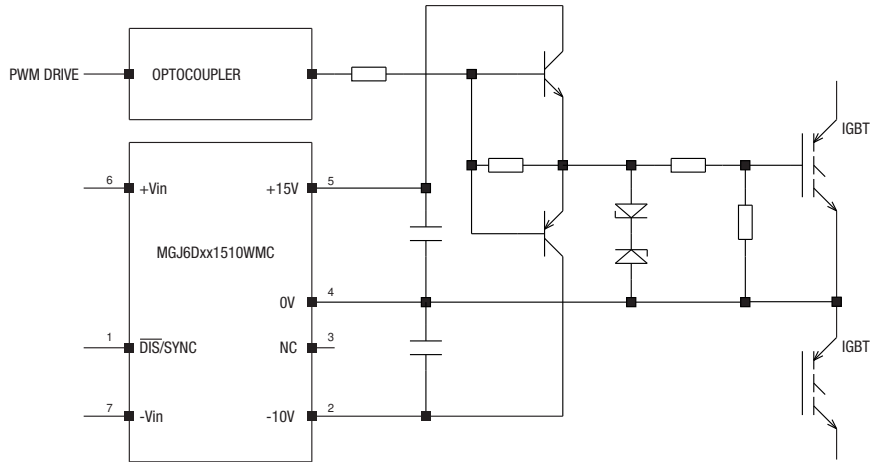 PWM DRIVE
OPTOCOUPLER
IGBT
6
+Vin
+15V
5
MGJ6Dxx1510WMC
0V
4
1
DIS/SYNC
NC
3
IGBT
7
-Vin
-10V
2